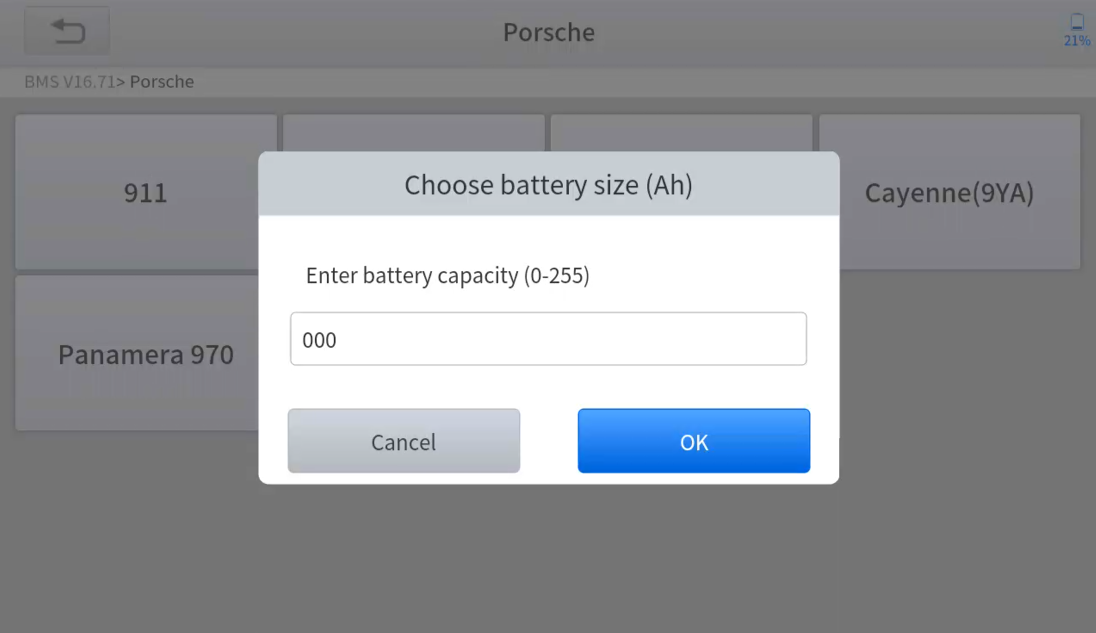 Porsche
21%
BMS V16.71> Porsche
911
Cayenne(9YA)
Panamera 970
Choose battery size (Ah)
Enter battery capacity (0-255)
000
Cancel
OK